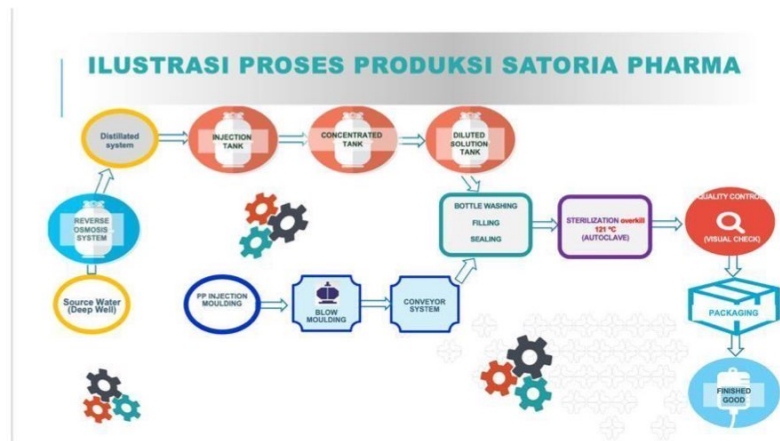 ILUSTRASI PROSES PRODUKSI SATORIA PHARMA
Distillated
system
INJECTION
TANK
CONCENTRATED
TANK
DILUTED
SOLUTION
TANK
REVERSE
OSMOSIS
SYSTEM
Source Water
(Deep Well)
PP INJECTION
MOULDING
BLOW
MOULDING
CONVEYOR
SYSTEM
BOTTLE WASHING
FILLING
SEALING
STERILIZATION overkill
121 ºC
(AUTOCLAVE)
QUALITY CONTROL
(VISUAL CHECK)
PACKAGING
FINISHED
GOOD